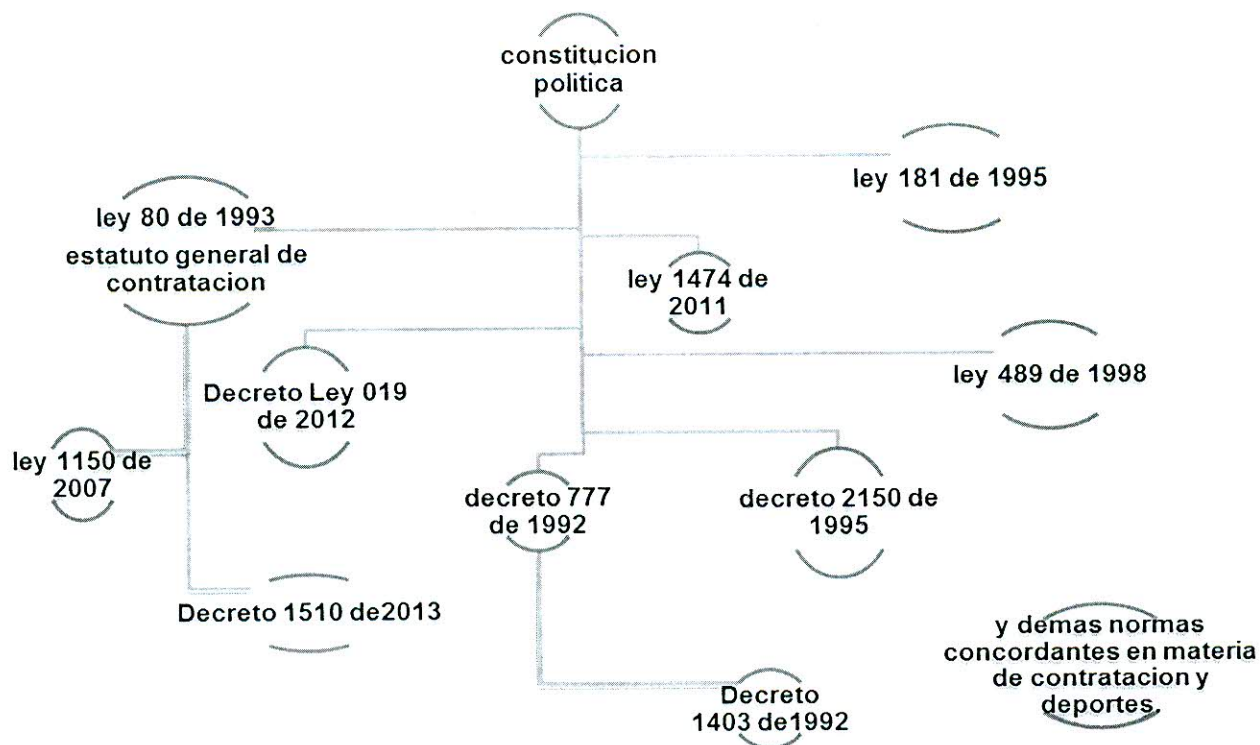 constitucion
politica
ley 181 de 1995
ley 80 de 1993
estatuto general de
contratacion
ley 1474 de
2011
Decreto Ley 019
de 2012
ley 489 de 1998
ley 1150 de
2007
decreto 777
de 1992
decreto 2150 de
1995
Decreto 1510 de2013
Decreto
1403 de1992
y demas normas
concordantes en materia
de contratacion y
deportes.